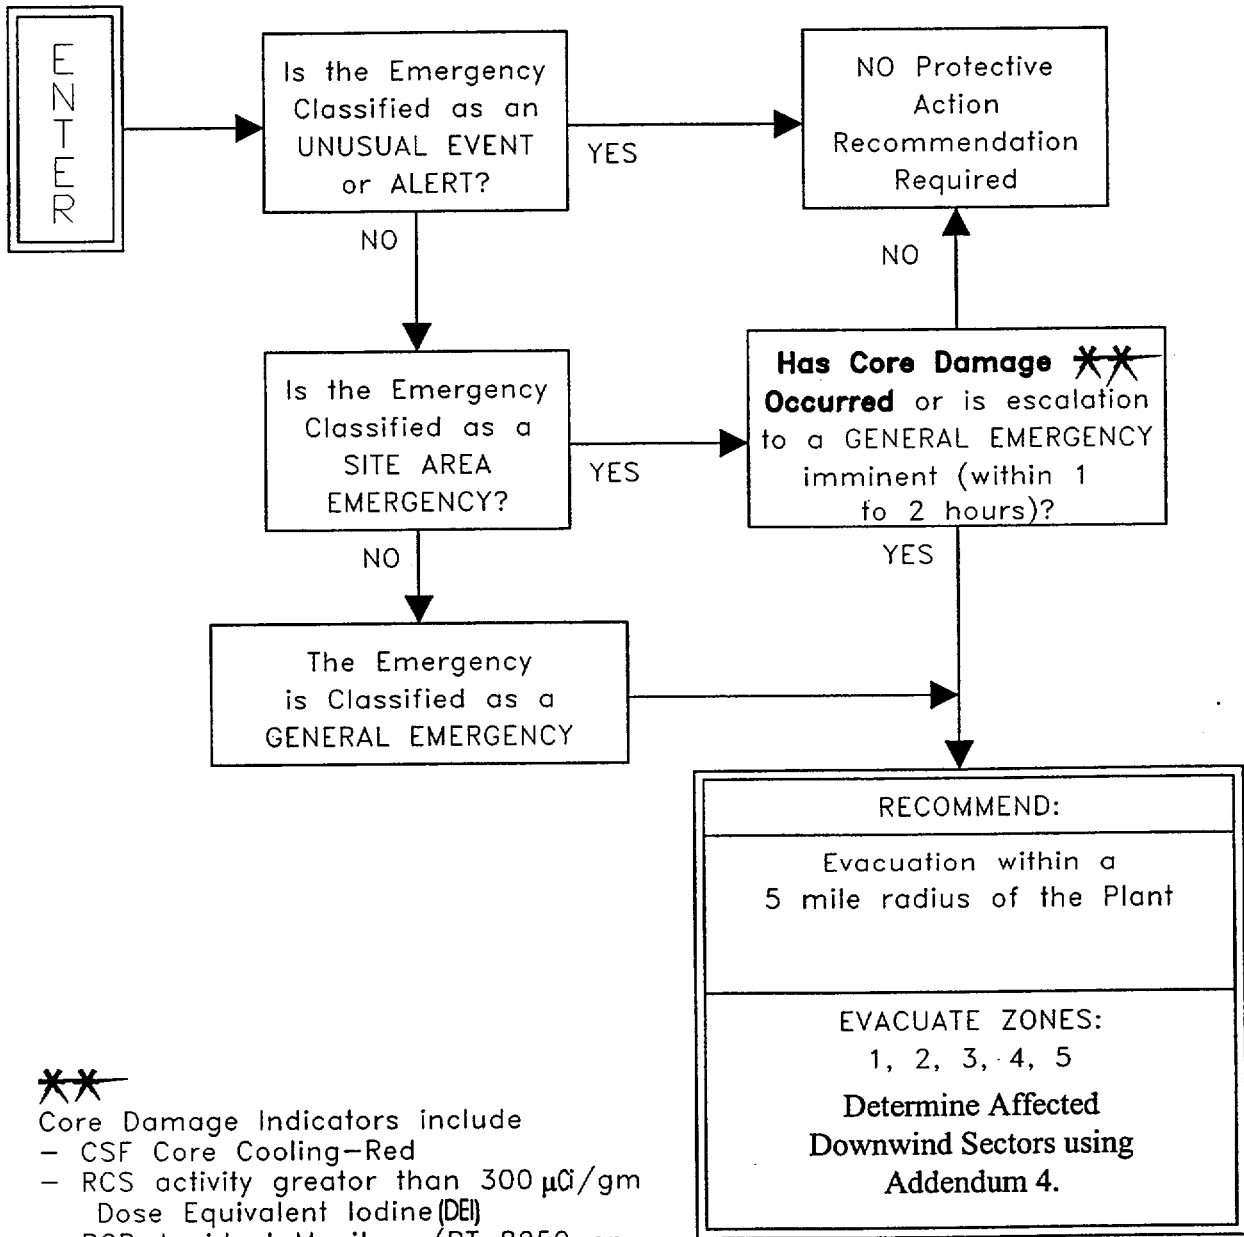 ENTER
Is the Emergency
Classified as an
UNUSUAL EVENT
or ALERT?
YES
NO Protective
Action
Recommendation
Required
NO
NO
Is the Emergency
Classified as a
SITE AREA
EMERGENCY?
YES
Has Core Damage **
Occurred or is escalation
to a GENERAL EMERGENCY
imminent (within 1
to 2 hours)?
NO
YES
The Emergency
is Classified as a
GENERAL EMERGENCY
RECOMMEND:
Evacuation within a
5 mile radius of the Plant
EVACUATE ZONES:
1, 2, 3, 4, 5
Determine Affected
Downwind Sectors using
Addendum 4.
**
Core Damage Indicators include
- CSF Core Cooling-Red
- RCS activity greator than 300 µCi/gm
Dose Equivalent Iodine (DEI)